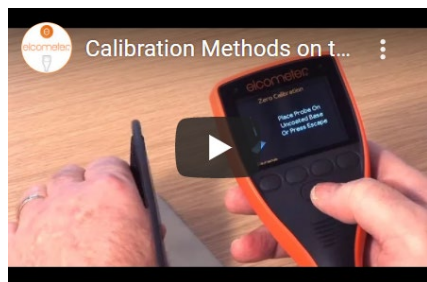 elcometer
Calibration Methods on t...
elcometer
Zero Calibration
Place Probe On
Uncoated Base
Or Press Escape